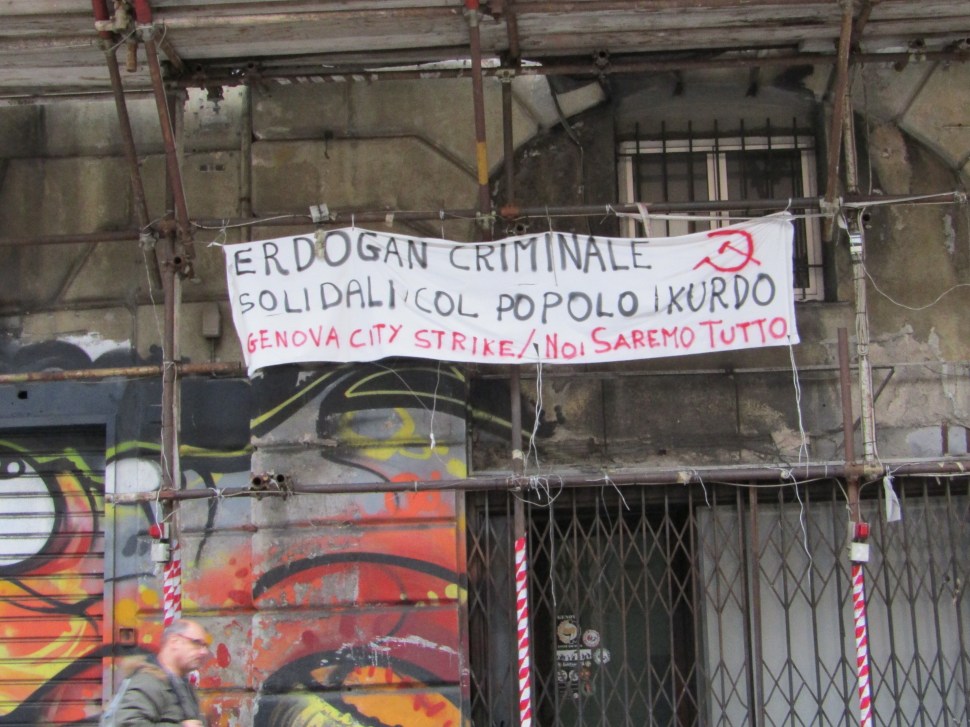 ERDOGAN CRIMINALE
SOLIDALI COL POPOLO KURDO
GENOVA CITY STRIKE/NOI SAREMO TUTTO